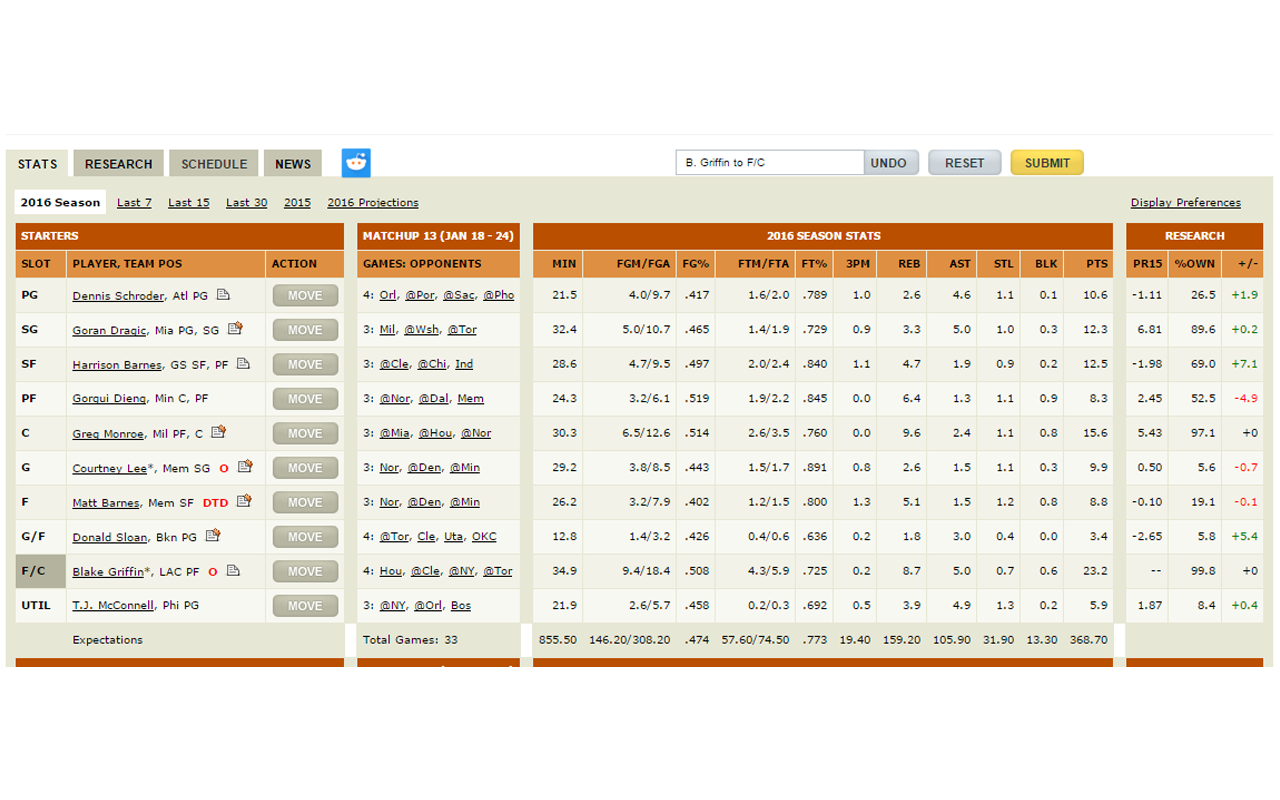 STATS RESEARCH SCHEDULE NEWS B. Griffin to F/C UNDO RESET SUBMIT
2016 Season Last 7 Last 15 Last 30 2015 2016 Projections Display Preferences
STARTERS MATCHUP 13 (JAN 18 - 24) 2016 SEASON STATS RESEARCH
SLOT PLAYER, TEAM POS ACTION GAMES: OPPONENTS MIN FGM/FGA FG% FTM/FTA FT% 3PM REB AST STL BLK PTS PR15 %OWN +/-
PG Dennis Schroder, Atl PG MOVE 4: Orl, @Por, @Sac, @Pho 21.5 4.0/9.7 .417 1.6/2.0 .789 1.0 2.6 4.6 1.1 0.1 10.6 -1.11 26.5 +1.9
SG Goran Dragic, Mia PG, SG MOVE 3: Mil, @Wsh, @Tor 32.4 5.0/10.7 .465 1.4/1.9 .729 0.9 3.3 5.0 1.0 0.3 12.3 6.81 89.6 +0.2
SF Harrison Barnes, GS SF, PF MOVE 3: @Cle, @Chi, Ind 28.6 4.7/9.5 .497 2.0/2.4 .840 1.1 4.7 1.9 0.9 0.2 12.5 -1.98 69.0 +7.1
PF Gorgui Dieng, Min C, PF MOVE 3: @Nor, @Dal, Mem 24.3 3.2/6.1 .519 1.9/2.2 .845 0.0 6.4 1.3 1.1 0.9 8.3 2.45 52.5 -4.9
C Greg Monroe, Mil PF, C MOVE 3: @Mia, @Hou, @Nor 30.3 6.5/12.6 .514 2.6/3.5 .760 0.0 9.6 2.4 1.1 0.8 15.6 5.43 97.1 +0
G Courtney Lee*, Mem SG O MOVE 3: Nor, @Den, @Min 29.2 3.8/8.5 .443 1.5/1.7 .891 0.8 2.6 1.5 1.1 0.3 9.9 0.50 5.6 -0.7
F Matt Barnes, Mem SF DTD MOVE 3: Nor, @Den, @Min 26.2 3.2/7.9 .402 1.2/1.5 .800 1.3 5.1 1.5 1.2 0.8 8.8 -0.10 19.1 -0.1
G/F Donald Sloan, Bkn PG MOVE 4: @Tor, Cle, Uta, OKC 12.8 1.4/3.2 .426 0.4/0.6 .636 0.2 1.8 3.0 0.4 0.0 3.4 -2.65 5.8 +5.4
F/C Blake Griffin*, LAC PF O MOVE 4: Hou, @Cle, @NY, @Tor 34.9 9.4/18.4 .508 4.3/5.9 .725 0.2 8.7 5.0 0.7 0.6 23.2 -- 99.8 +0
UTIL T.J. McConnell, Phi PG MOVE 3: @NY, @Orl, Bos 21.9 2.6/5.7 .458 0.2/0.3 .692 0.5 3.9 4.9 1.3 0.2 5.9 1.87 8.4 +0.4
Expectations Total Games: 33 855.50 146.20/308.20 .474 57.60/74.50 .773 19.40 159.20 105.90 31.90 13.30 368.70